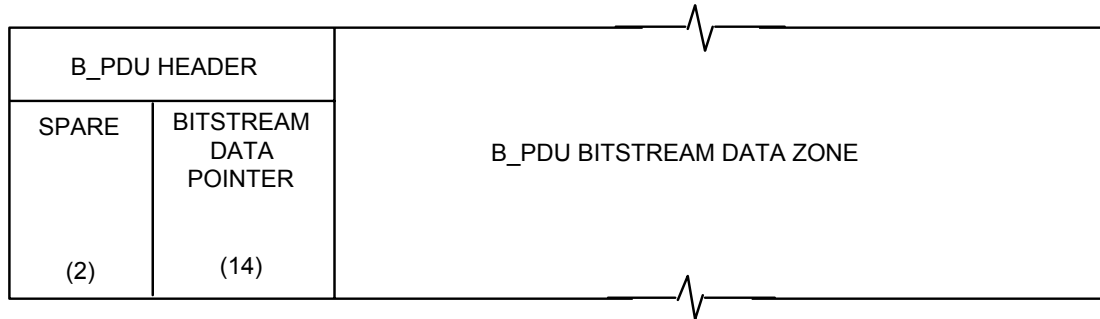 B_PDU HEADER
SPARE
(2)
BITSTREAM
DATA
POINTER
(14)
B_PDU BITSTREAM DATA ZONE